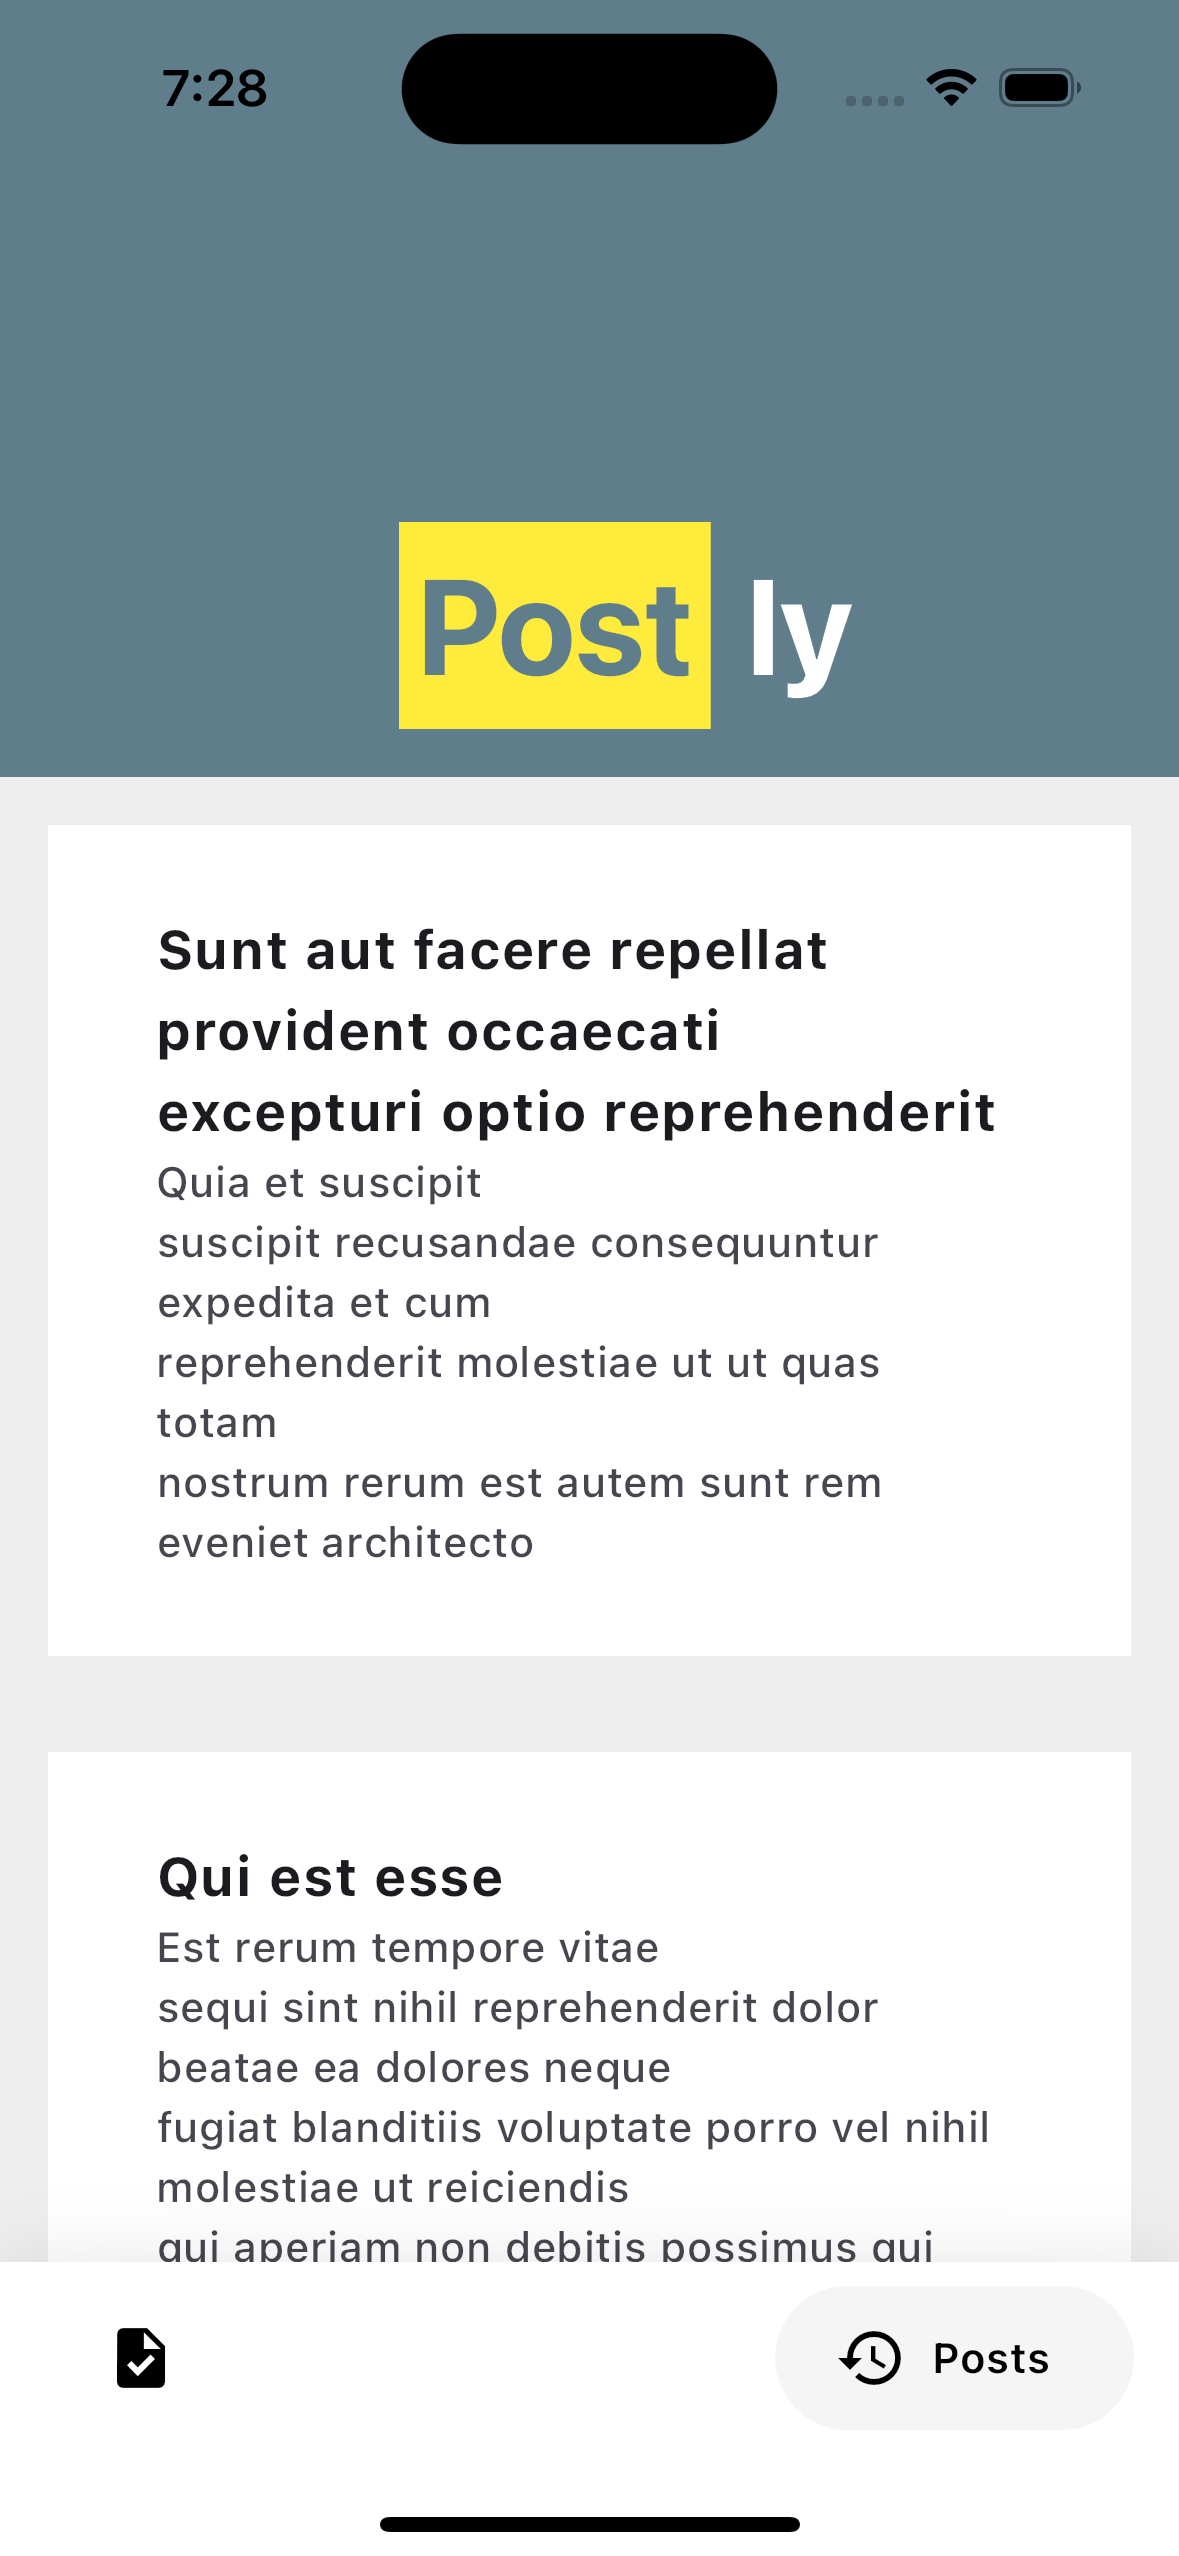 7:28
Post ly
Sunt aut facere repellat
provident occaecati
excepturi optio reprehenderit
Quia et suscipit
suscipit recusandae consequuntur
expedita et cum
reprehenderit molestiae ut ut quas
totam
nostrum rerum est autem sunt rem
eveniet architecto
Qui est esse
Est rerum tempore vitae
sequi sint nihil reprehenderit dolor
beatae ea dolores neque
fugiat blanditiis voluptate porro vel nihil
molestiae ut reiciendis
qui aperiam non debitis possimus qui
Posts